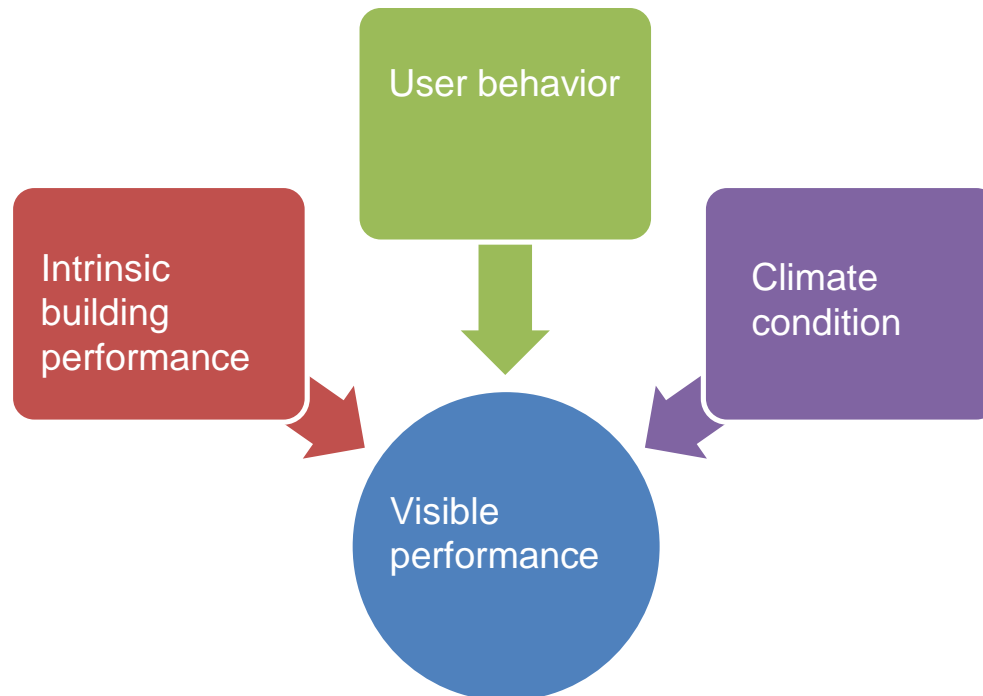 User behavior
Intrinsic
building
performance
Climate
condition
Visible
performance